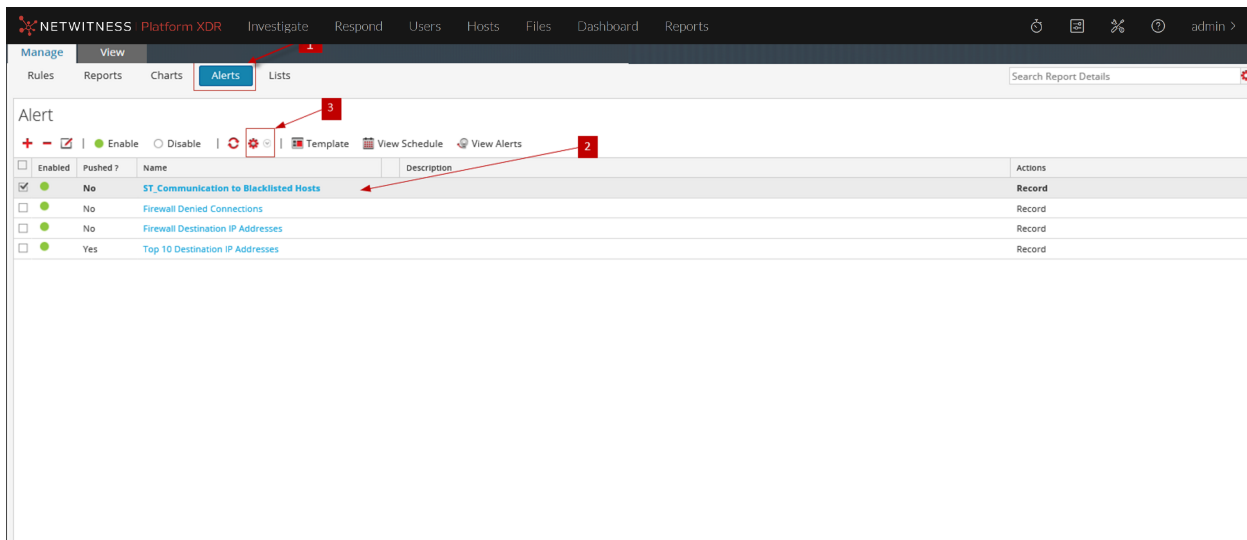 NETWITNESS Platform XDR Investigate Respond Users Hosts Files Dashboard Reports admin >
Manage View
1
Rules Reports Charts Alerts Lists Search Report Details
Alert
3
Enable Disable Template View Schedule View Alerts
2
Enabled Pushed ? Name Description Actions
No ST_Communication to Blacklisted Hosts Record
No Firewall Denied Connections Record
No Firewall Destination IP Addresses Record
Yes Top 10 Destination IP Addresses Record